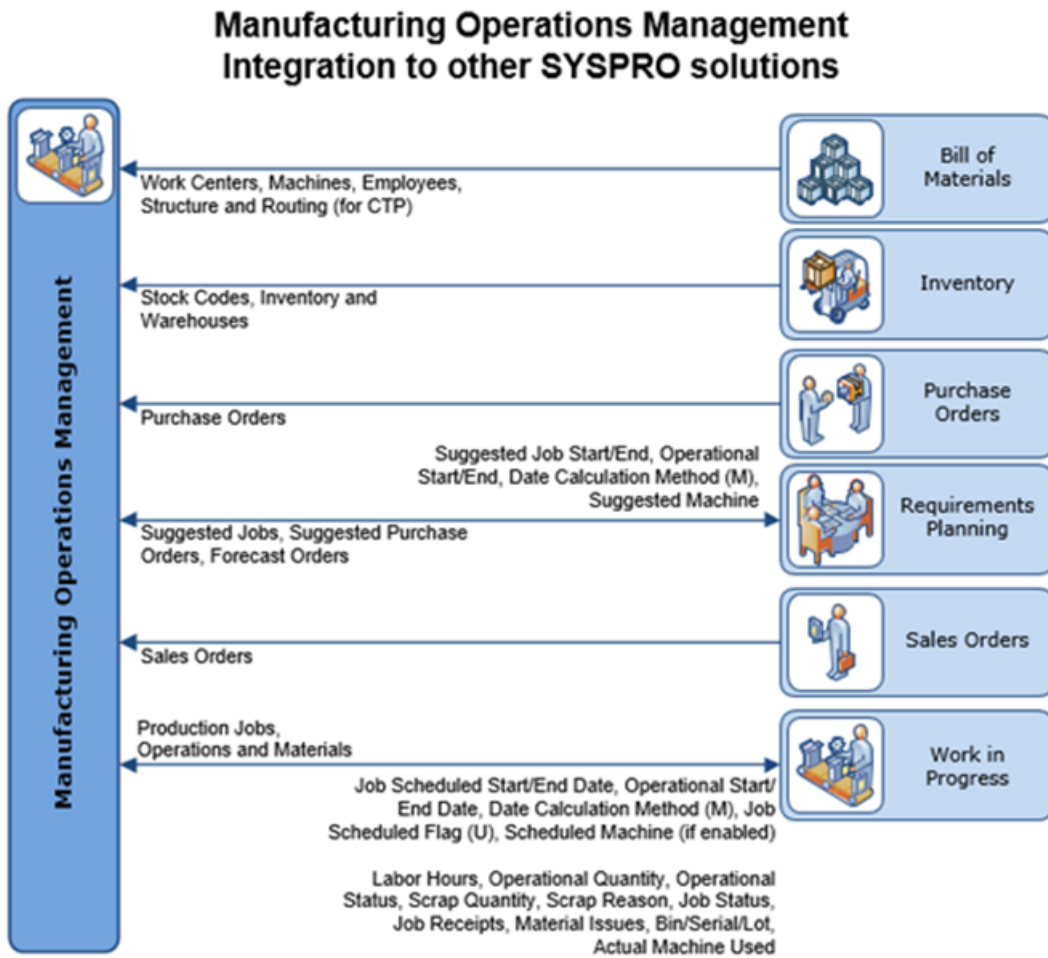 Manufacturing Operations Management
Integration to other SYSPRO solutions
Manufacturing Operations Management
Work Centers, Machines, Employees,
Structure and Routing (for CTP)
Bill of
Materials
Stock Codes, Inventory and
Warehouses
Inventory
Purchase Orders
Purchase
Orders
Suggested Job Start/End, Operational
Start/End, Date Calculation Method (M),
Suggested Machine
Suggested Jobs, Suggested Purchase
Orders, Forecast Orders
Requirements
Planning
Sales Orders
Sales Orders
Production Jobs,
Operations and Materials
Work in
Progress
Job Scheduled Start/End Date, Operational Start/
End Date, Date Calculation Method (M), Job
Scheduled Flag (U), Scheduled Machine (if enabled)
Labor Hours, Operational Quantity, Operational
Status, Scrap Quantity, Scrap Reason, Job Status,
Job Receipts, Material Issues, Bin/Serial/Lot,
Actual Machine Used